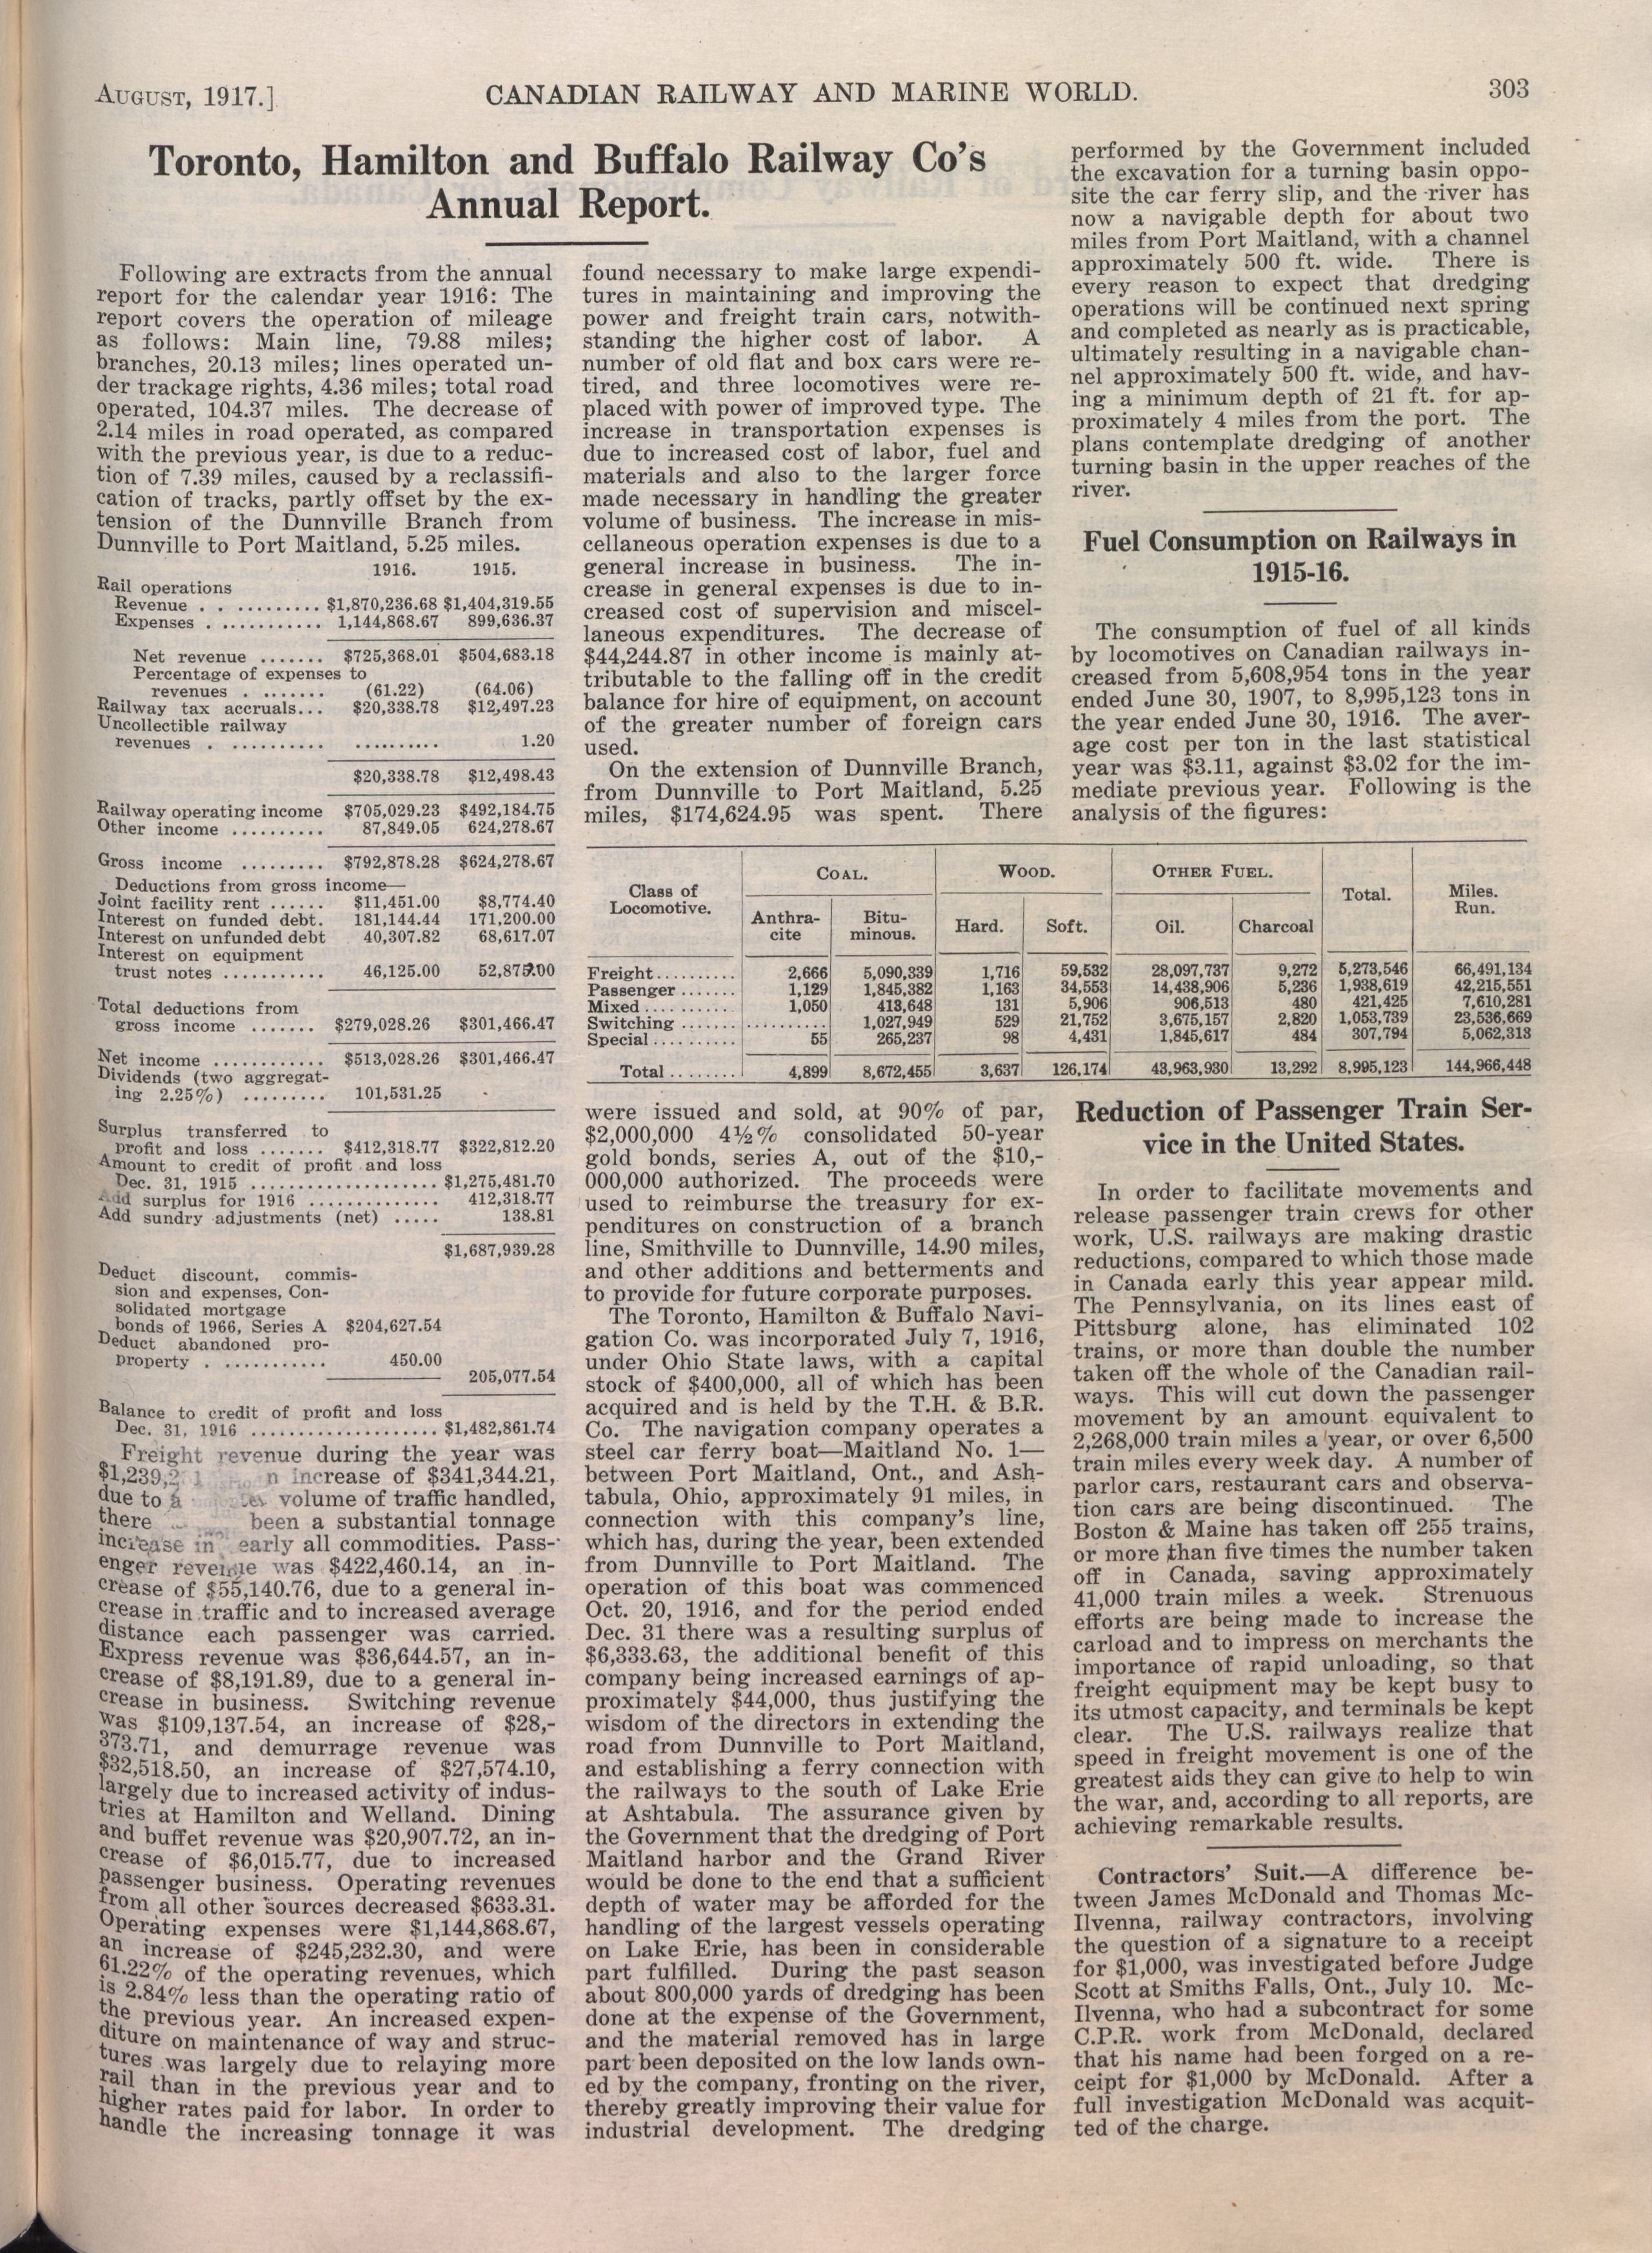 AUGUST, 1917.]
CANADIAN RAILWAY AND MARINE WORLD.
303
Toronto, Hamilton and Buffalo Railway Co's
Annual Report.
Following are extracts from the annual
report for the calendar year 1916: The
report covers the operation of mileage
as follows: Main line, 79.88 miles;
branches, 20.13 miles; lines operated un-
der trackage rights, 4.36 miles; total road
operated, 104.37 miles. The decrease of
2.14 miles in road operated, as compared
with the previous year, is due to a reduc-
tion of 7.39 miles, caused by a reclassifi-
cation of tracks, partly offset by the ex-
tension of the Dunnville Branch from
Dunnville to Port Maitland, 5.25 miles.
1916. 1915.
Rail operations
Revenue . . ......... $1,870,236.68 $1,404,319.55
Expenses . ........... 1,144,868.67 899,636.37
Net revenue ....... $725,368.01 $504,683.18
Percentage of expenses to
revenues . ....... (61.22) (64.06)
Railway tax accruals... $20,338.78 $12,497.23
Uncollectible railway
revenues . .......... .......... 1.20
$20,338.78 $12,498.43
Railway operating income $705,029.23 $492,184.75
Other income .......... 87,849.05 624,278.67
Gross income ......... $792,878.28 $624,278.67
Deductions from gross income—
Joint facility rent ...... $11,451.00 $8,774.40
Interest on funded debt. 181,144.44 171,200.00
Interest on unfunded debt 40,307.82 68,617.07
Interest on equipment
trust notes ........... 46,125.00 52,875.00
Total deductions from
gross income ....... $279,028.26 $301,466.47
Net income ............ $513,028.26 $301,466.47
Dividends (two aggregat-
ing 2.25%) ......... 101,531.25
Surplus transferred to
profit and loss ....... $412,318.77 $322,812.20
Amount to credit of profit and loss
Dec. 31, 1915 .................... $1,275,481.70
Add surplus for 1916 .............. 412,318.77
Add sundry adjustments (net) ..... 138.81
$1,687,939.28
Deduct discount, commis-
sion and expenses, Con-
solidated mortgage
bonds of 1966, Series A $204,627.54
Deduct abandoned pro-
property . ........... 450.00
205,077.54
Balance to credit of profit and loss
Dec. 31, 1916 .................... $1,482,861.74
Freight revenue during the year was
increase of $341,344.21,
due to a volume of traffic handled,
there been a substantial tonnage
increase in early all commodities. Pass-
enger revenue was $422,460.14, an in-
crease of $55,140.76, due to a general in-
crease in traffic and to increased average
distance each passenger was carried.
Express revenue was $36,644.57, an in-
crease of $8,191.89, due to a general in-
crease in business. Switching revenue
was $109,137.54, an increase of $28,-
373.71, and demurrage revenue was
$32,518.50, an increase of $27,574.10,
largely due to increased activity of indus-
tries at Hamilton and Welland. Dining
and buffet revenue was $20,907.72, an in-
crease of $6,015.77, due to increased
passenger business. Operating revenues
from all other sources decreased $633.31.
Operating expenses were $1,144,868.67,
an increase of $245,232.30, and were
61.22% of the operating revenues, which
is 2.84% less than the operating ratio of
the previous year. An increased expen-
diture on maintenance of way and struc-
tures was largely due to relaying more
rail than in the previous year and to
higher rates paid for labor. In order to
handle the increasing tonnage it was
found necessary to make large expendi-
tures in maintaining and improving the
power and freight train cars, notwith-
standing the higher cost of labor. A
number of old flat and box cars were re-
tired, and three locomotives were re-
placed with power of improved type. The
increase in transportation expenses is
due to increased cost of labor, fuel and
materials and also to the larger force
made necessary in handling the greater
volume of business. The increase in mis-
cellaneous operation expenses is due to a
general increase in business. The in-
crease in general expenses is due to in-
creased cost of supervision and miscel-
laneous expenditures. The decrease of
$44,244.87 in other income is mainly at-
tributable to the falling off in the credit
balance for hire of equipment, on account
of the greater number of foreign cars
used.
On the extension of Dunnville Branch,
from Dunnville to Port Maitland, 5.25
miles, $174,624.95 was spent. There
were issued and sold, at 90% of par,
$2,000,000 4½% consolidated 50-year
gold bonds, series A, out of the $10,-
000,000 authorized. The proceeds were
used to reimburse the treasury for ex-
penditures on construction of a branch
line, Smithville to Dunnville, 14.90 miles,
and other additions and betterments and
to provide for future corporate purposes.
The Toronto, Hamilton & Buffalo Navi-
gation Co. was incorporated July 7, 1916,
under Ohio State laws, with a capital
stock of $400,000, all of which has been
acquired and is held by the T.H. & B.R.
Co. The navigation company operates a
steel car ferry boat—Maitland No. 1—
between Port Maitland, Ont., and Ash-
tabula, Ohio, approximately 91 miles, in
connection with this company's line,
which has, during the year, been extended
from Dunnville to Port Maitland. The
operation of this boat was commenced
Oct. 20, 1916, and for the period ended
Dec. 31 there was a resulting surplus of
$6,333.63, the additional benefit of this
company being increased earnings of ap-
proximately $44,000, thus justifying the
wisdom of the directors in extending the
road from Dunnville to Port Maitland,
and establishing a ferry connection with
the railways to the south of Lake Erie
at Ashtabula. The assurance given by
the Government that the dredging of Port
Maitland harbor and the Grand River
would be done to the end that a sufficient
depth of water may be afforded for the
handling of the largest vessels operating
on Lake Erie, has been in considerable
part fulfilled. During the past season
about 800,000 yards of dredging has been
done at the expense of the Government,
and the material removed has in large
part been deposited on the low lands own-
ed by the company, fronting on the river,
thereby greatly improving their value for
industrial development. The dredging
performed by the Government included
the excavation for a turning basin oppo-
site the car ferry slip, and the river has
now a navigable depth for about two
miles from Port Maitland, with a channel
approximately 500 ft. wide. There is
every reason to expect that dredging
operations will be continued next spring
and completed as nearly as is practicable,
ultimately resulting in a navigable chan-
nel approximately 500 ft. wide, and hav-
ing a minimum depth of 21 ft. for ap-
proximately 4 miles from the port. The
plans contemplate dredging of another
turning basin in the upper reaches of the
river.
Fuel Consumption on Railways in
1915-16.
The consumption of fuel of all kinds
by locomotives on Canadian railways in-
creased from 5,608,954 tons in the year
ended June 30, 1907, to 8,995,123 tons in
the year ended June 30, 1916. The aver-
age cost per ton in the last statistical
year was $3.11, against $3.02 for the im-
mediate previous year. Following is the
analysis of the figures:
Class of Locomotive. COAL. WOOD. OTHER FUEL. Total. Miles. Run.
Anthra-cite Bitu-minous. Hard. Soft. Oil. Charcoal
Freight.......... 2,666 5,090,339 1,716 59,532 28,097,737 9,272 5,273,546 66,491,134
Passenger ....... 1,129 1,845,382 1,163 34,553 14,438,906 5,236 1,938,619 42,215,551
Mixed........... 1,050 413,648 131 5,906 906,513 480 421,425 7,610,281
Switching ....... .......... 1,027,949 529 21,752 3,675,157 2,820 1,053,739 23,536,669
Special.......... 55 265,237 98 4,431 1,845,617 484 307,794 5,062,313
Total........ 4,899 8,672,455 3,637 126,174 43,963,930 13,292 8,995,123 144,966,448
Reduction of Passenger Train Ser-
vice in the United States.
In order to facilitate movements and
release passenger train crews for other
work, U.S. railways are making drastic
reductions, compared to which those made
in Canada early this year appear mild.
The Pennsylvania, on its lines east of
Pittsburg alone, has eliminated 102
trains, or more than double the number
taken off the whole of the Canadian rail-
ways. This will cut down the passenger
movement by an amount equivalent to
2,268,000 train miles a year, or over 6,500
train miles every week day. A number of
parlor cars, restaurant cars and observa-
tion cars are being discontinued. The
Boston & Maine has taken off 255 trains,
or more than five times the number taken
off in Canada, saving approximately
41,000 train miles a week. Strenuous
efforts are being made to increase the
carload and to impress on merchants the
importance of rapid unloading, so that
freight equipment may be kept busy to
its utmost capacity, and terminals be kept
clear. The U.S. railways realize that
speed in freight movement is one of the
greatest aids they can give to help to win
the war, and, according to all reports, are
achieving remarkable results.
Contractors' Suit.—A difference be-
tween James McDonald and Thomas Mc-
Ilvenna, railway contractors, involving
the question of a signature to a receipt
for $1,000, was investigated before Judge
Scott at Smiths Falls, Ont., July 10. Mc-
Ilvenna, who had a subcontract for some
C.P.R. work from McDonald, declared
that his name had been forged on a re-
ceipt for $1,000 by McDonald. After a
full investigation McDonald was acquit-
ted of the charge.